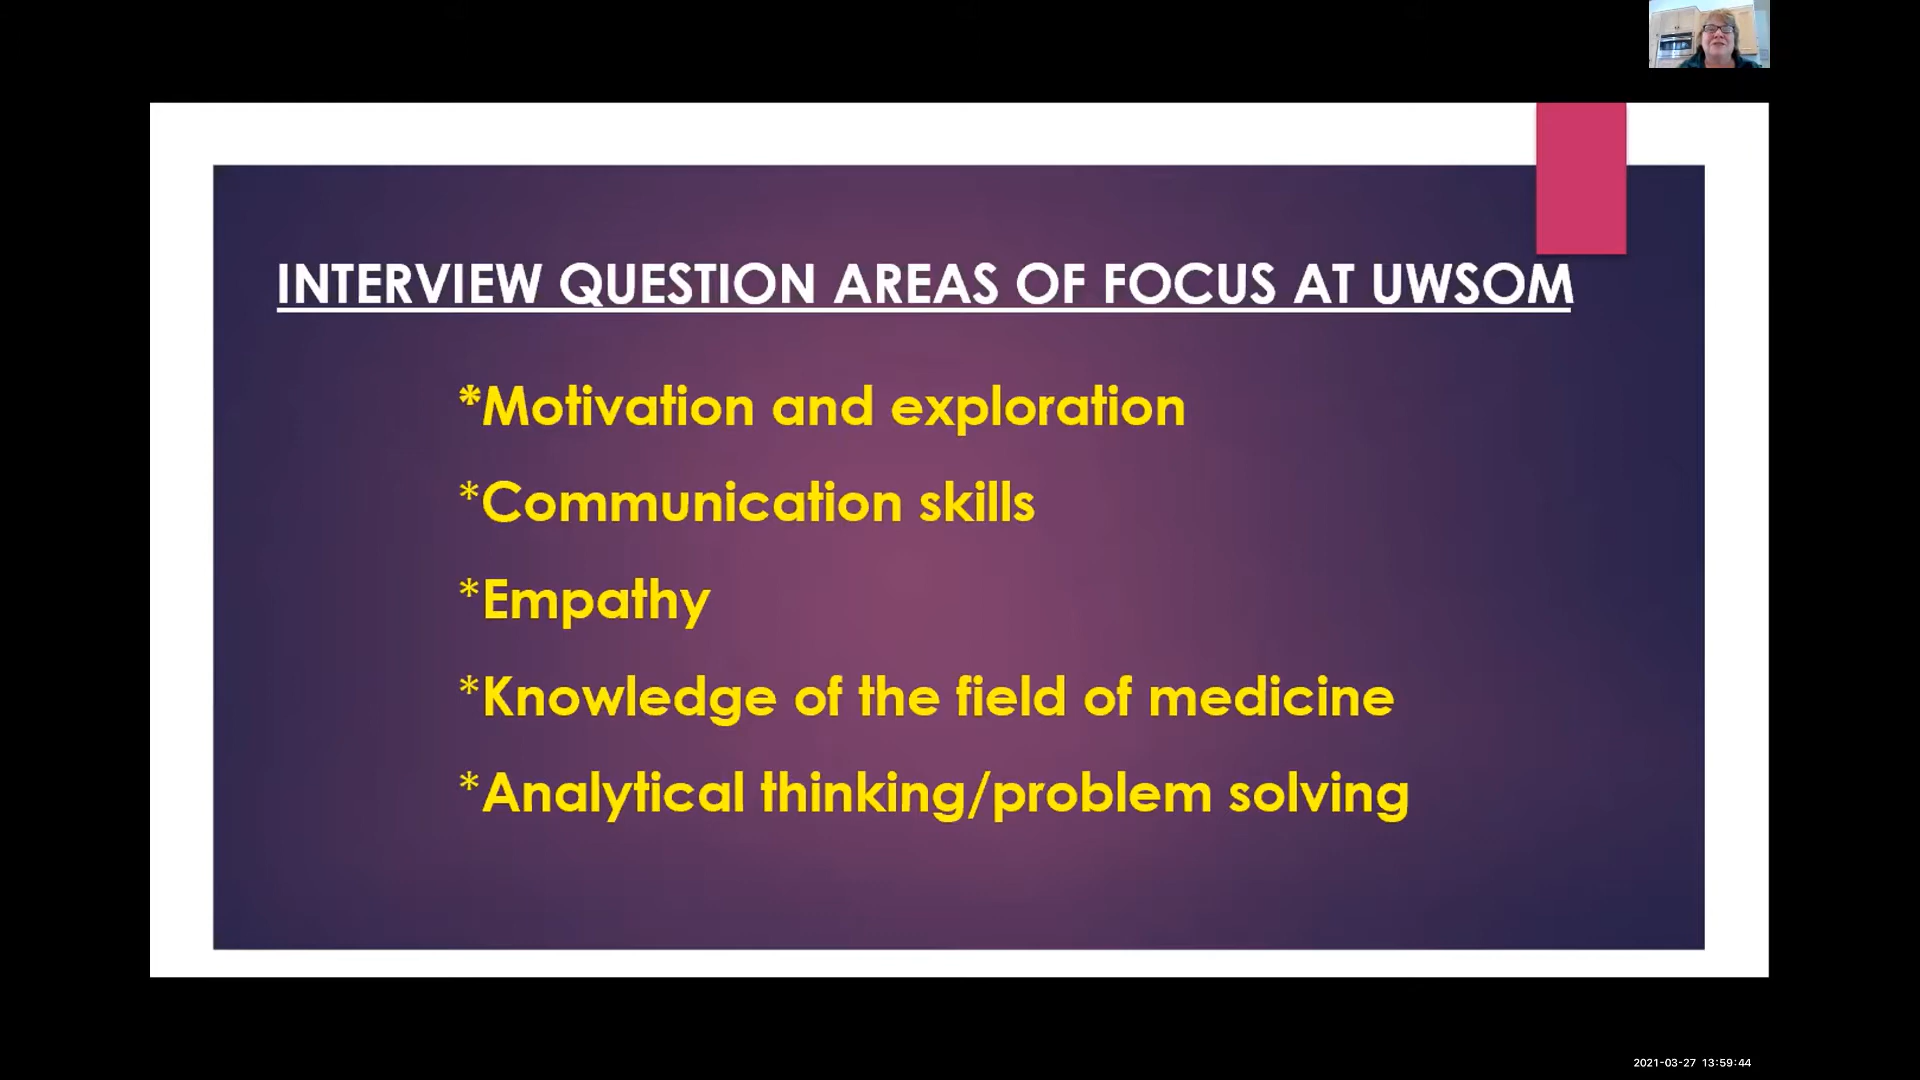 INTERVIEW QUESTION AREAS OF FOCUS AT UWSOM
*Motivation and exploration
*Communication skills
*Empathy
*Knowledge of the field of medicine
*Analytical thinking/problem solving
2021-03-27 13:59:44